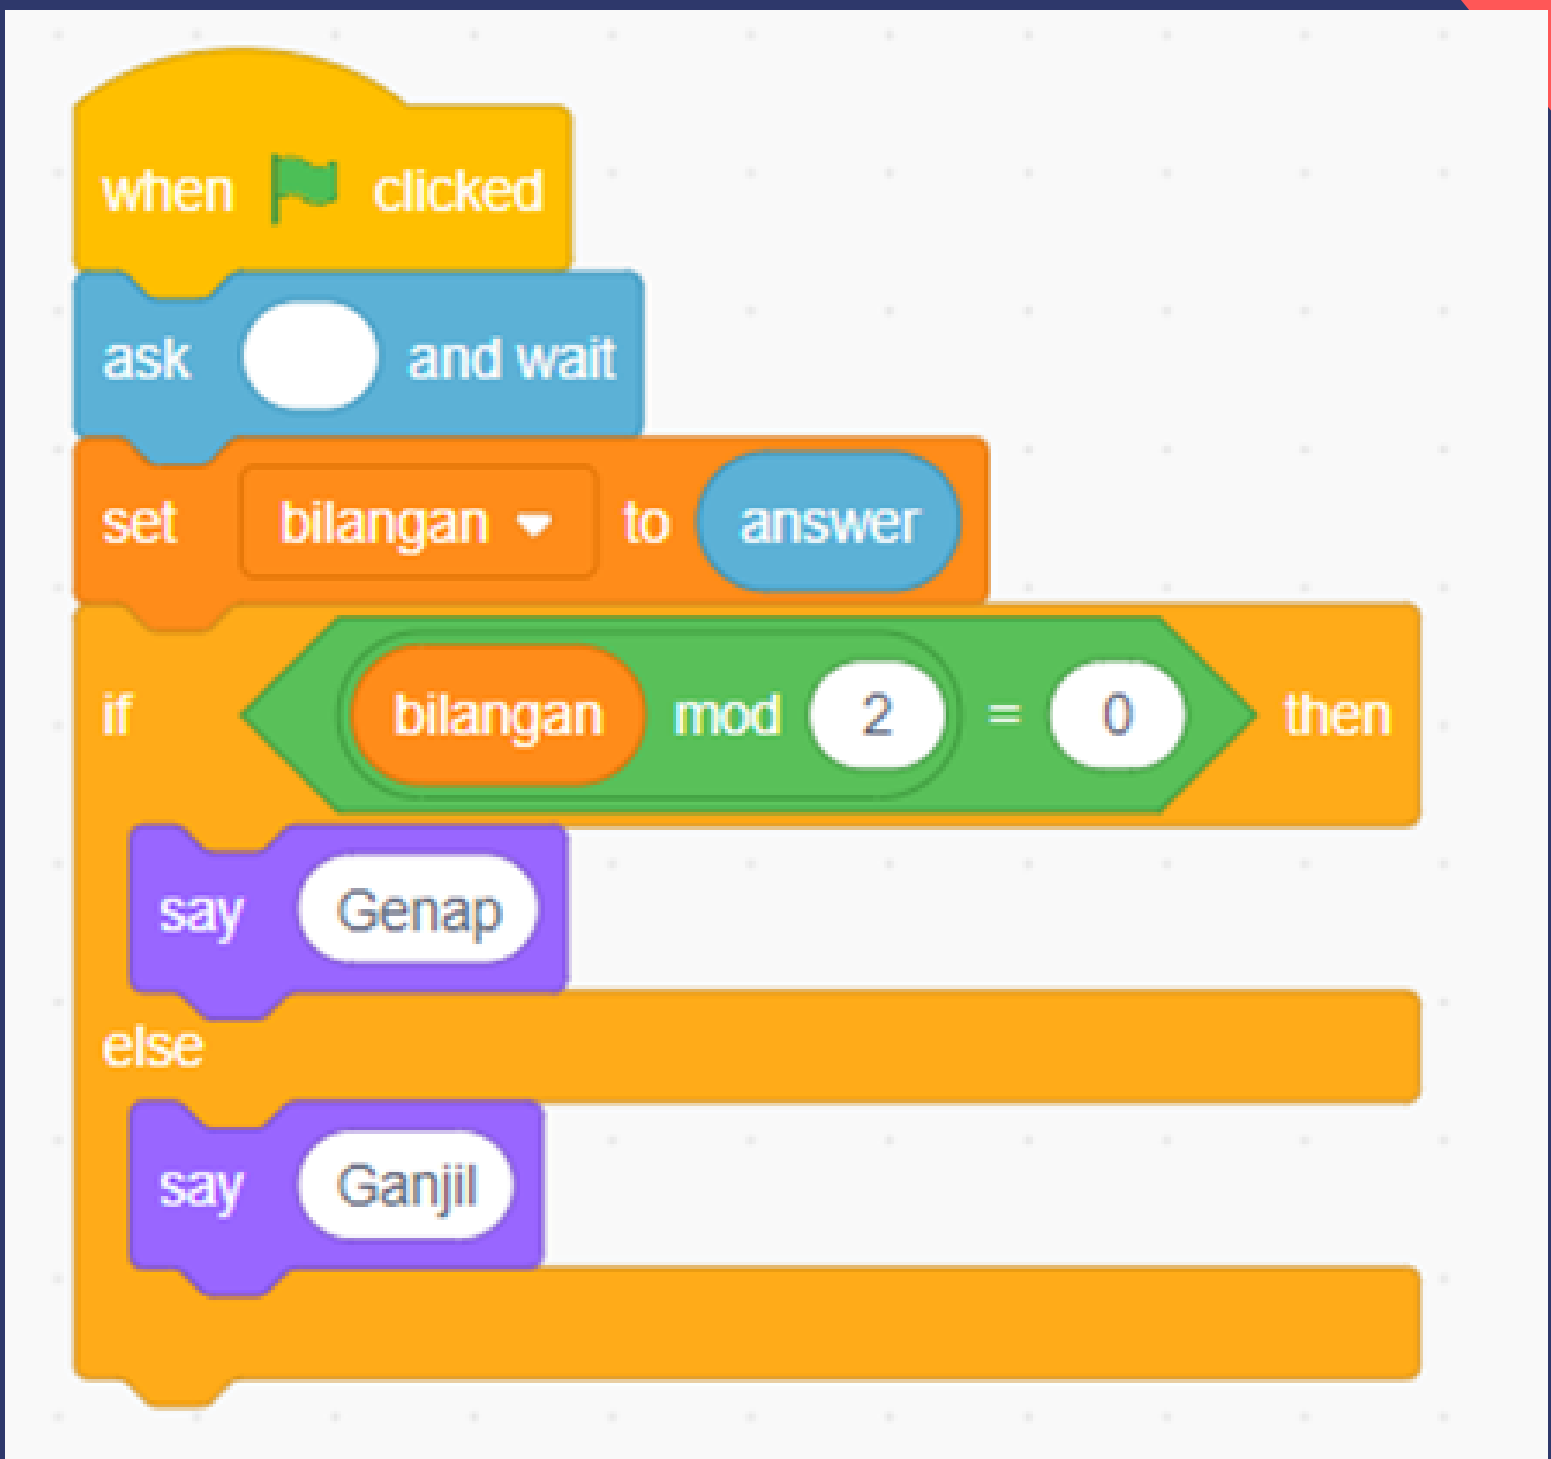 when clicked
ask and wait
set bilangan to answer
if bilangan mod 2 = 0 then
say Genap
else
say Ganjil